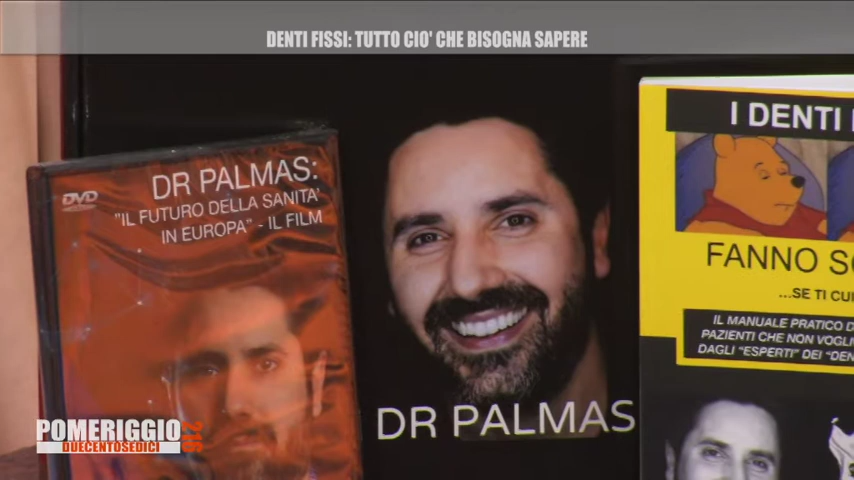 DENTI FISSI: TUTTO CIO' CHE BISOGNA SAPERE
DVD
DR PALMAS:
"IL FUTURO DELLA SANITA'
IN EUROPA" - IL FILM
DR PALMAS
I DENTI
FANNO
...SE TI
IL MANUALE PRATICO
PAZIENTI CHE NON
DAGLI "ESPERTI" DEI
POMERIGGIO 216
DUECENTOSEDICI